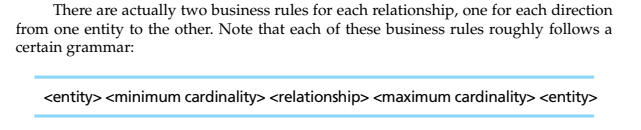 There are actually two business rules for each relationship, one for each direction
from one entity to the other. Note that each of these business rules roughly follows a
certain grammar:
<entity> <minimum cardinality> <relationship> <maximum cardinality> <entity>